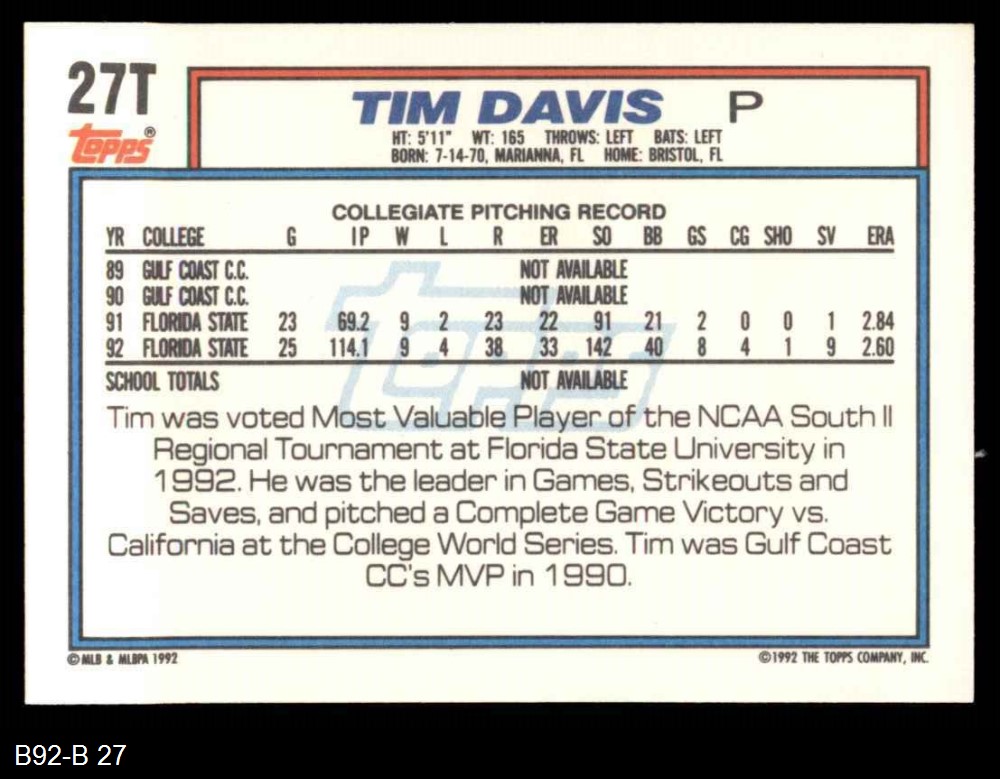 27T
Topps®
TIM DAVIS P
HT: 5'11" WT: 165 THROWS: LEFT BATS: LEFT
BORN: 7-14-70, MARIANNA, FL HOME: BRISTOL, FL
COLLEGIATE PITCHING RECORD
YR COLLEGE G IP W L R ER SO BB GS CG SHO SV ERA
89 GULF COAST C.C. NOT AVAILABLE
90 GULF COAST C.C. NOT AVAILABLE
91 FLORIDA STATE 23 69.2 9 2 23 22 91 21 2 0 0 1 2.84
92 FLORIDA STATE 25 114.1 9 4 38 33 142 40 8 4 1 9 2.60
SCHOOL TOTALS NOT AVAILABLE
Topps
Tim was voted Most Valuable Player of the NCAA South II
Regional Tournament at Florida State University in
1992. He was the leader in Games, Strikeouts and
Saves, and pitched a Complete Game Victory vs.
California at the College World Series. Tim was Gulf Coast
CC's MVP in 1990.
© MLB & MLBPA 1992
©1992 THE TOPPS COMPANY, INC.
B92-B 27